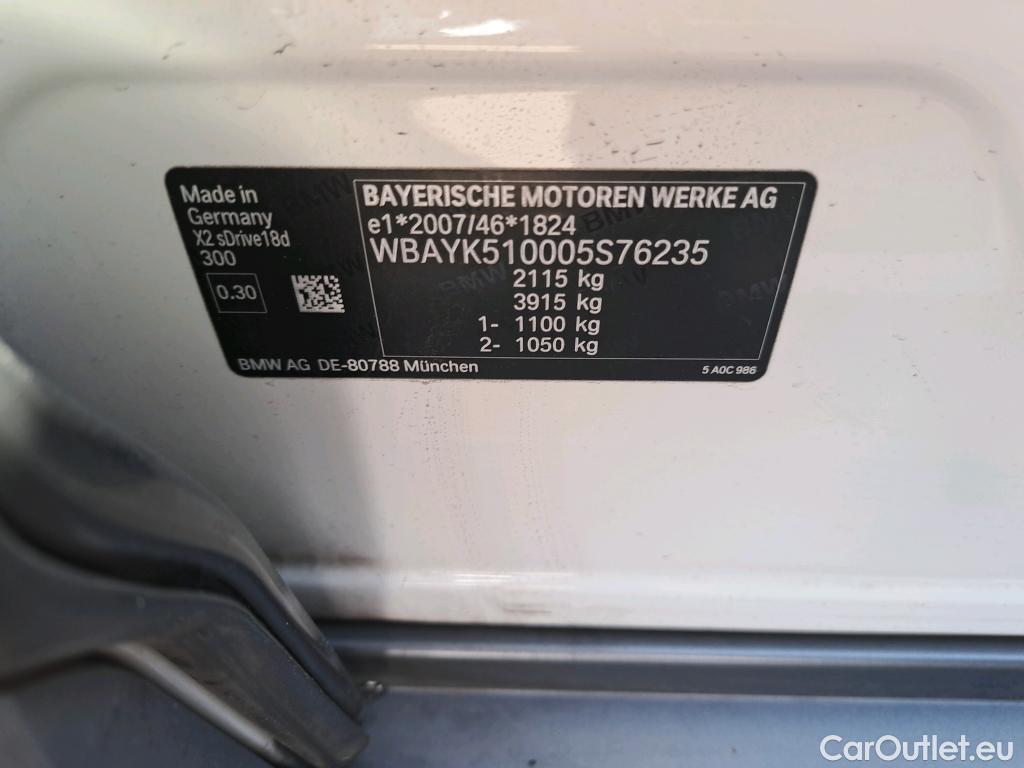 Made in
Germany
X2 sDrive18d
300
0.30
BAYERISCHE MOTOREN WERKE AG
e1*2007/46*1824
WBAYK510005S76235
2115 kg
3915 kg
1- 1100 kg
2- 1050 kg
BMW AG DE-80788 München
5 A0C 986
CarOutlet.eu